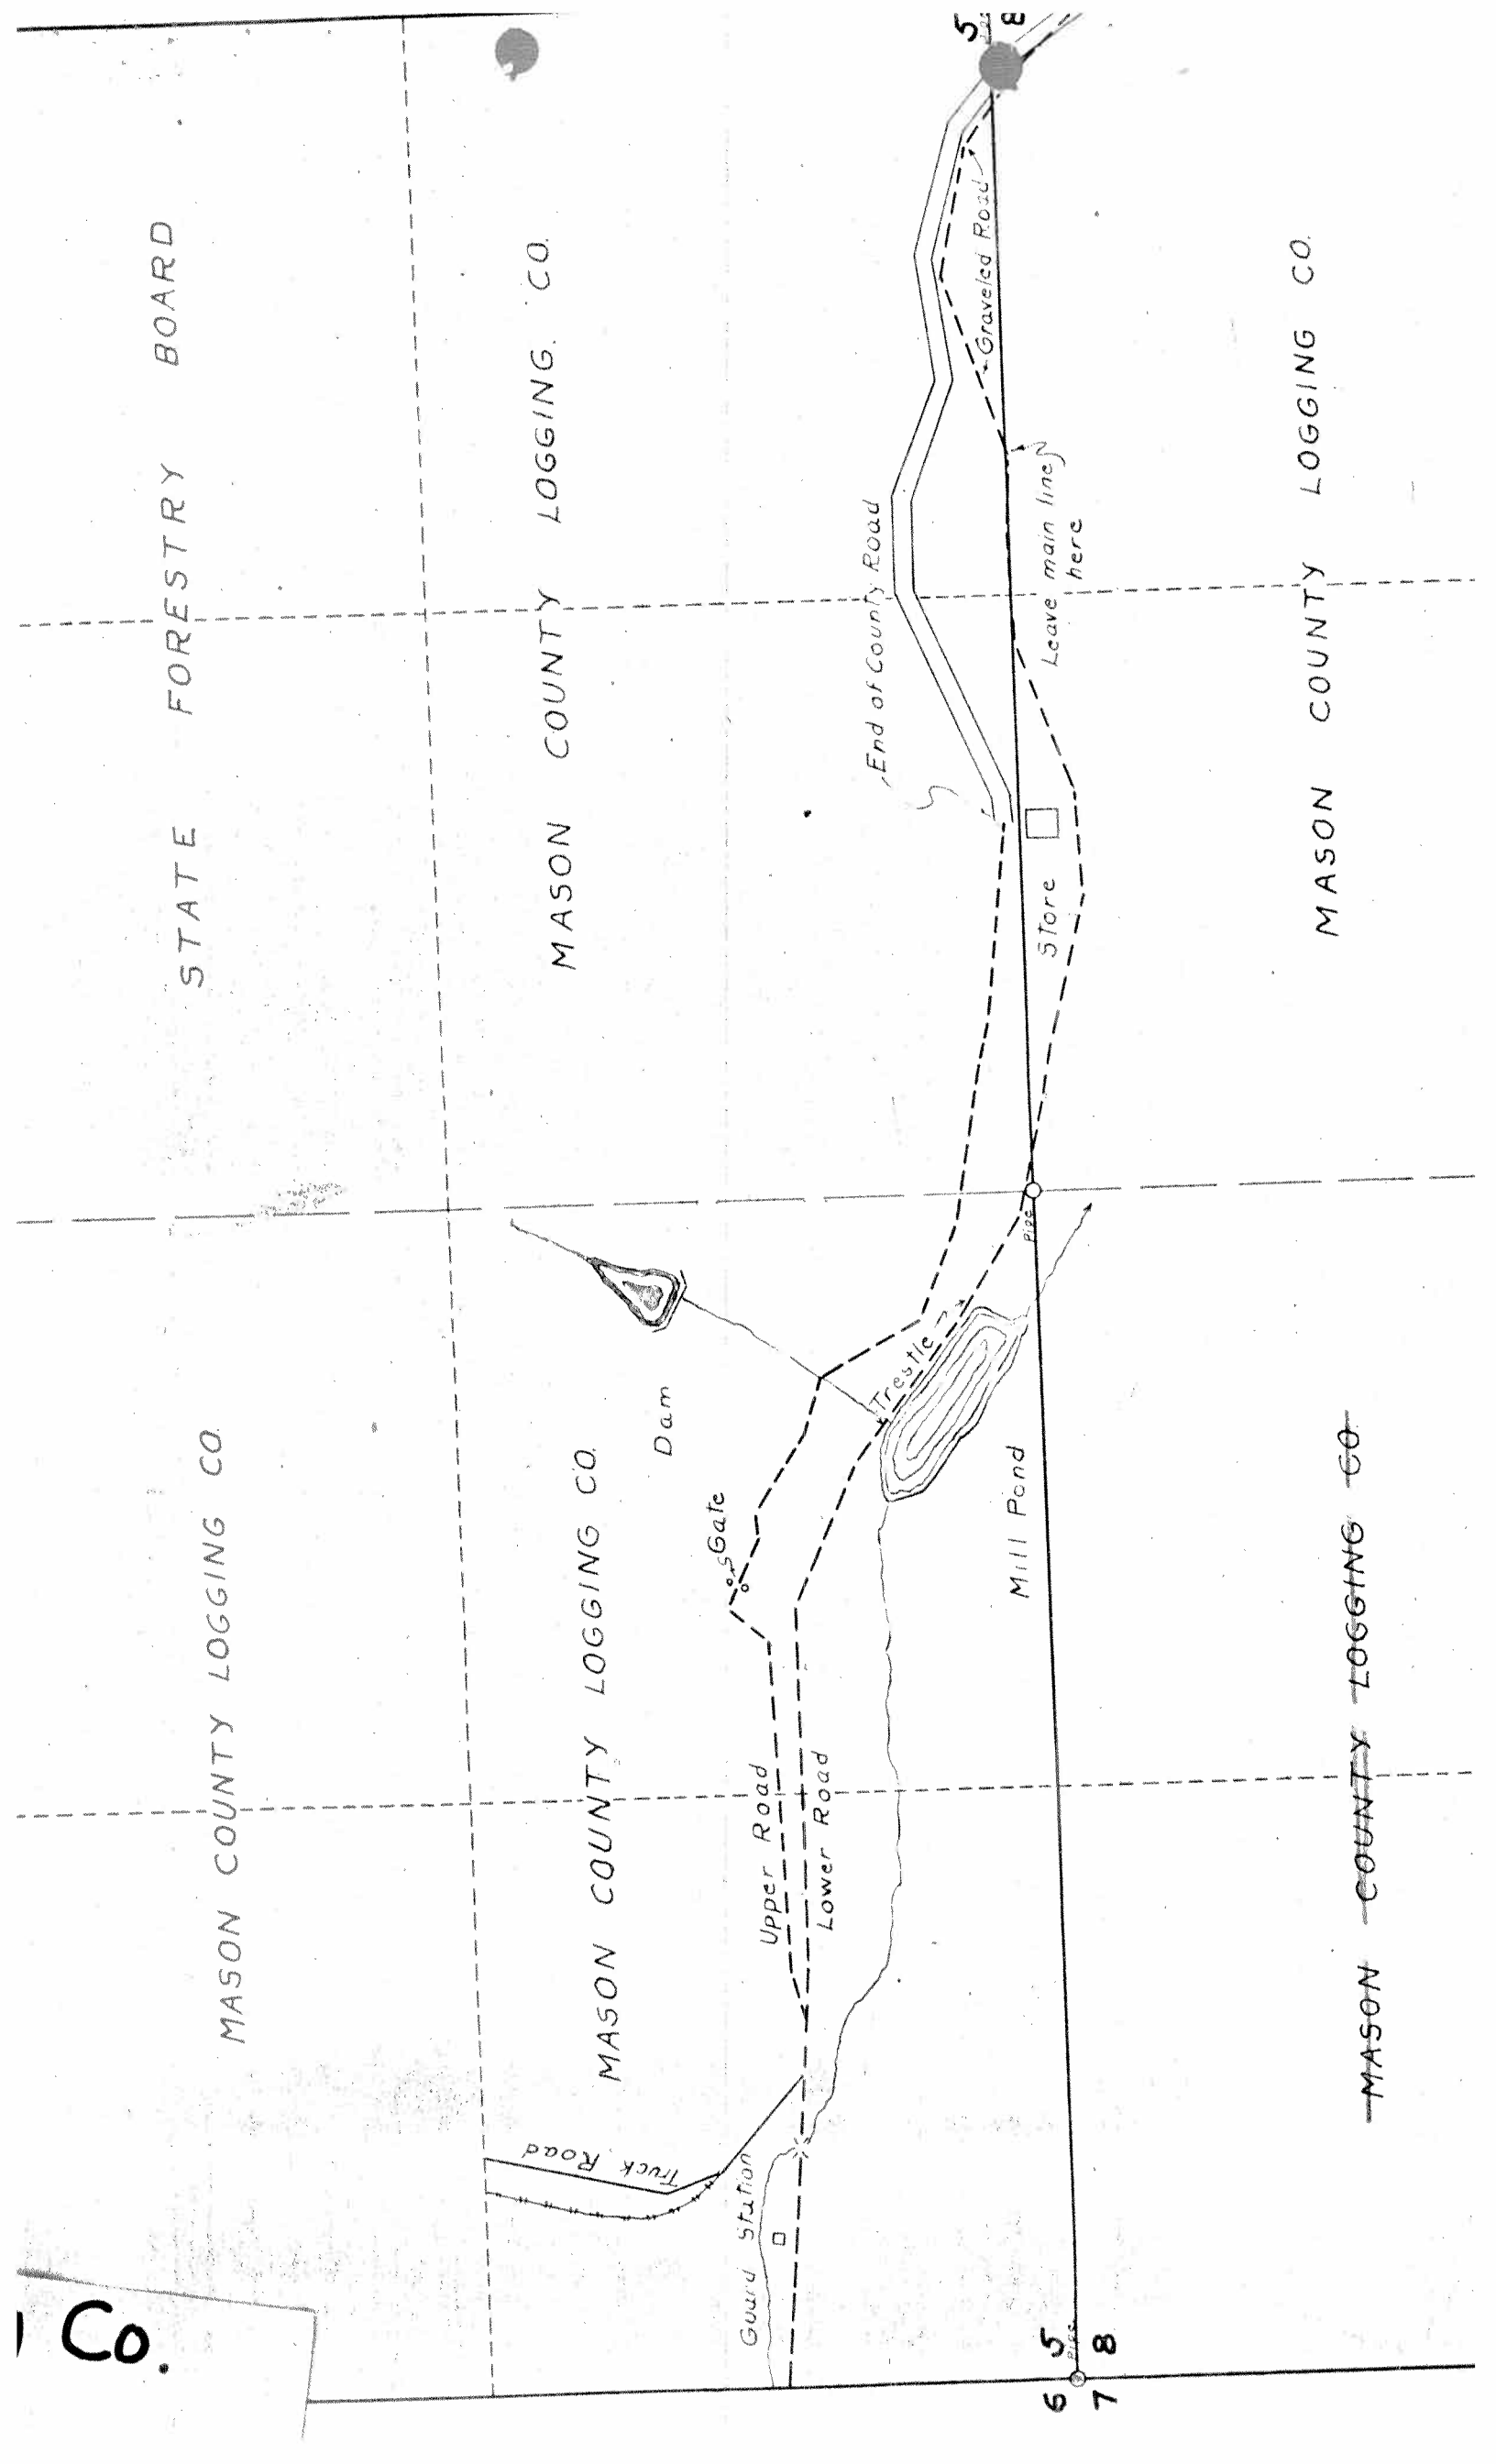 STATE FORESTRY BOARD
MASON COUNTY LOGGING CO.
MASON COUNTY LOGGING CO.
MASON COUNTY LOGGING CO.
End of County Road
Graveled Road
Leave main line
here
Store
MASON COUNTY LOGGING CO.
Dam
Gate
Trestle
Pipe
Mill Pond
Upper Road
Lower Road
Truck Road
Guard Station
MASON COUNTY LOGGING CO.
5
8
5
Pipe
8
6
7
Co.